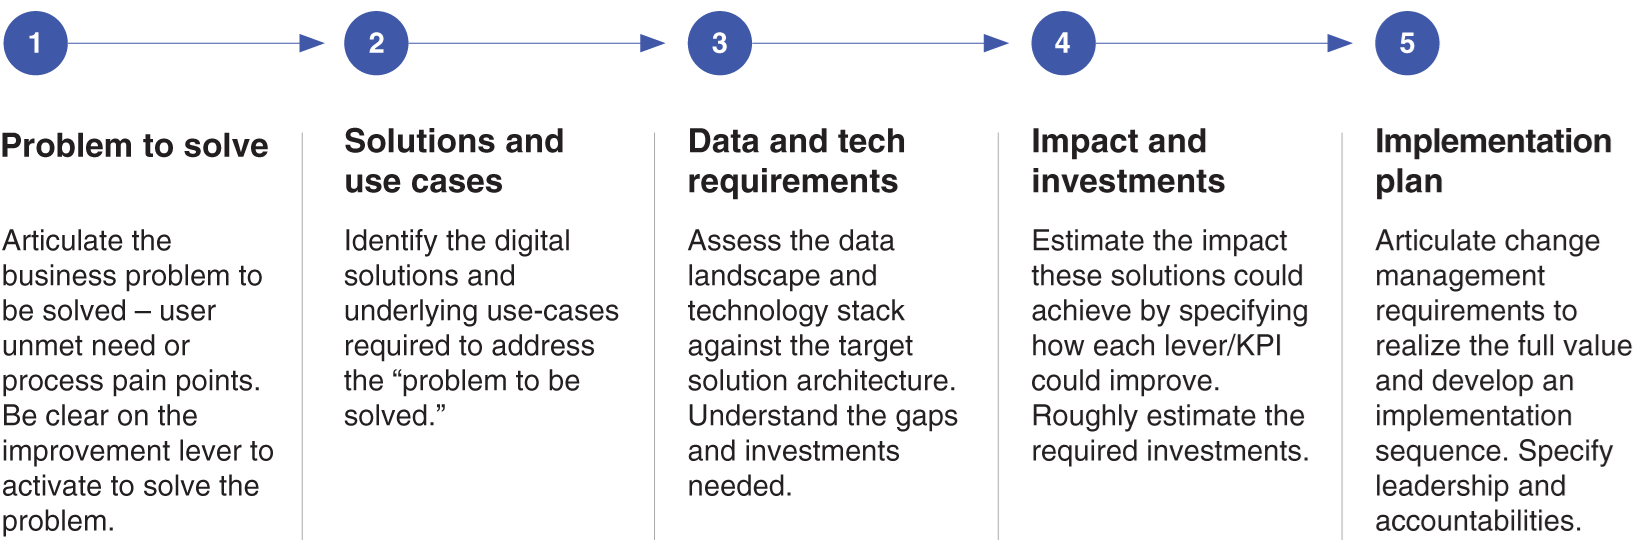 1
2
3
4
5
Problem to solve
Articulate the
business problem to
be solved – user
unmet need or
process pain points.
Be clear on the
improvement lever to
activate to solve the
problem.
Solutions and
use cases
Identify the digital
solutions and
underlying use-cases
required to address
the “problem to be
solved.”
Data and tech
requirements
Assess the data
landscape and
technology stack
against the target
solution architecture.
Understand the gaps
and investments
needed.
Impact and
investments
Estimate the impact
these solutions could
achieve by specifying
how each lever/KPI
could improve.
Roughly estimate the
required investments.
Implementation
plan
Articulate change
management
requirements to
realize the full value
and develop an
implementation
sequence. Specify
leadership and
accountabilities.